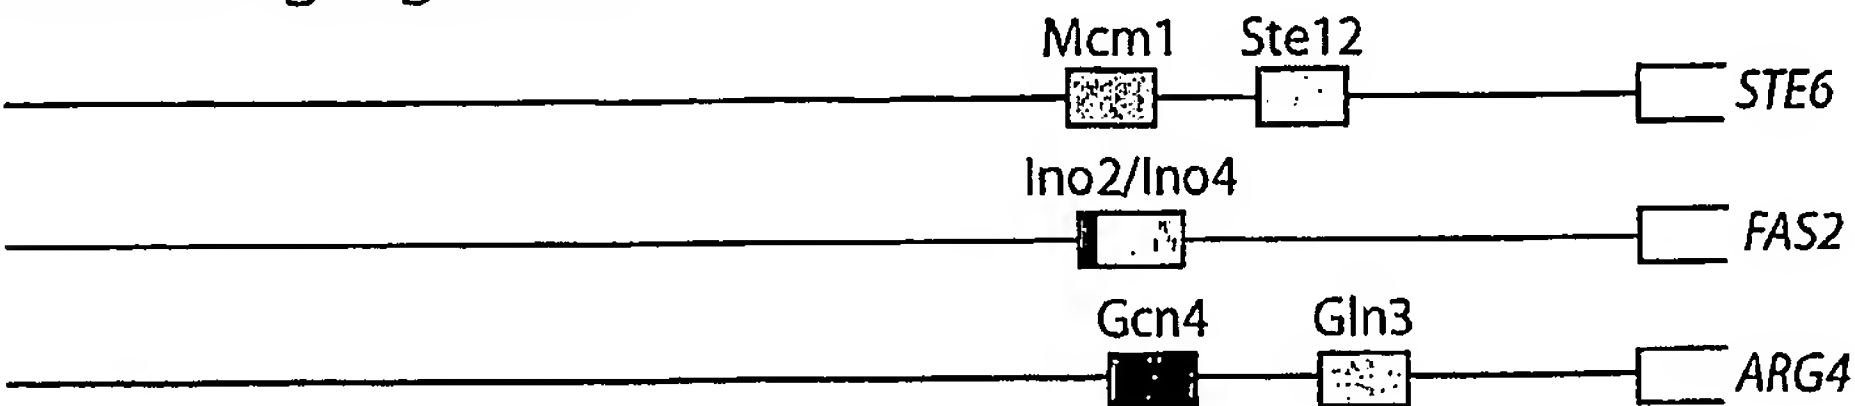 Mcm1 Ste12
STE6
Ino2/Ino4
FAS2
Gcn4 Gln3
ARG4